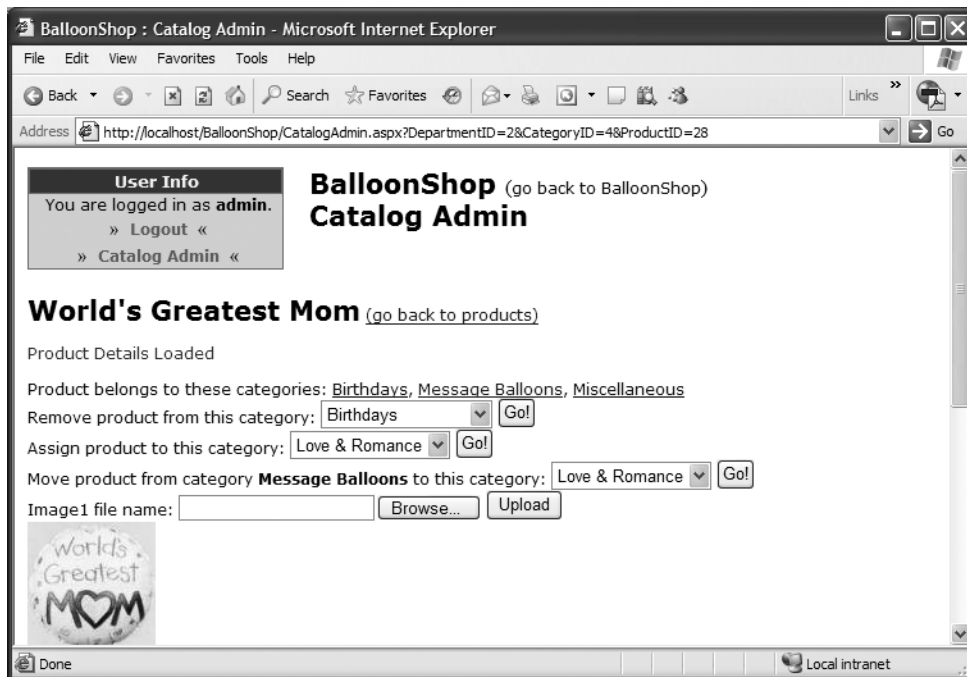 BalloonShop : Catalog Admin - Microsoft Internet Explorer
File Edit View Favorites Tools Help
Back Search Favorites Links »
Address http://localhost/BalloonShop/CatalogAdmin.aspx?DepartmentID=2&CategoryID=4&ProductID=28 Go
User Info
You are logged in as admin.
» Logout «
» Catalog Admin «
BalloonShop (go back to BalloonShop)
Catalog Admin
World's Greatest Mom (go back to products)
Product Details Loaded
Product belongs to these categories: Birthdays, Message Balloons, Miscellaneous
Remove product from this category: Birthdays Go!
Assign product to this category: Love & Romance Go!
Move product from category Message Balloons to this category: Love & Romance Go!
Image1 file name: Browse... Upload
World's
Greatest
MOM
Done Local intranet